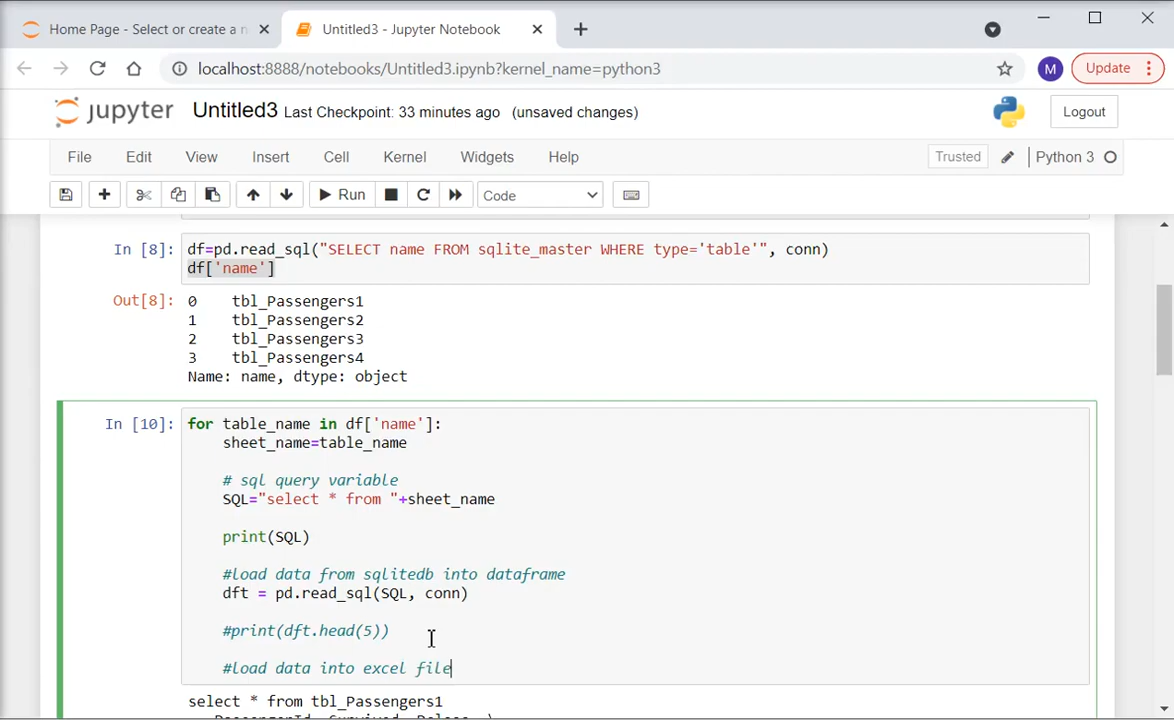 Home Page - Select or create a n
Untitled3 - Jupyter Notebook
localhost:8888/notebooks/Untitled3.ipynb?kernel_name=python3
M
Update
jupyter Untitled3 Last Checkpoint: 33 minutes ago (unsaved changes)
Logout
File Edit View Insert Cell Kernel Widgets Help
Trusted
Python 3
Run
Code
In [8]: df=pd.read_sql("SELECT name FROM sqlite_master WHERE type='table'", conn)
df['name']
Out[8]: 0 tbl_Passengers1
1 tbl_Passengers2
2 tbl_Passengers3
3 tbl_Passengers4
Name: name, dtype: object
In [10]: for table_name in df['name']:
sheet_name=table_name
# sql query variable
SQL="select * from "+sheet_name
print(SQL)
#load data from sqlitedb into dataframe
dft = pd.read_sql(SQL, conn)
#print(dft.head(5))
#load data into excel file
select * from tbl_Passengers1